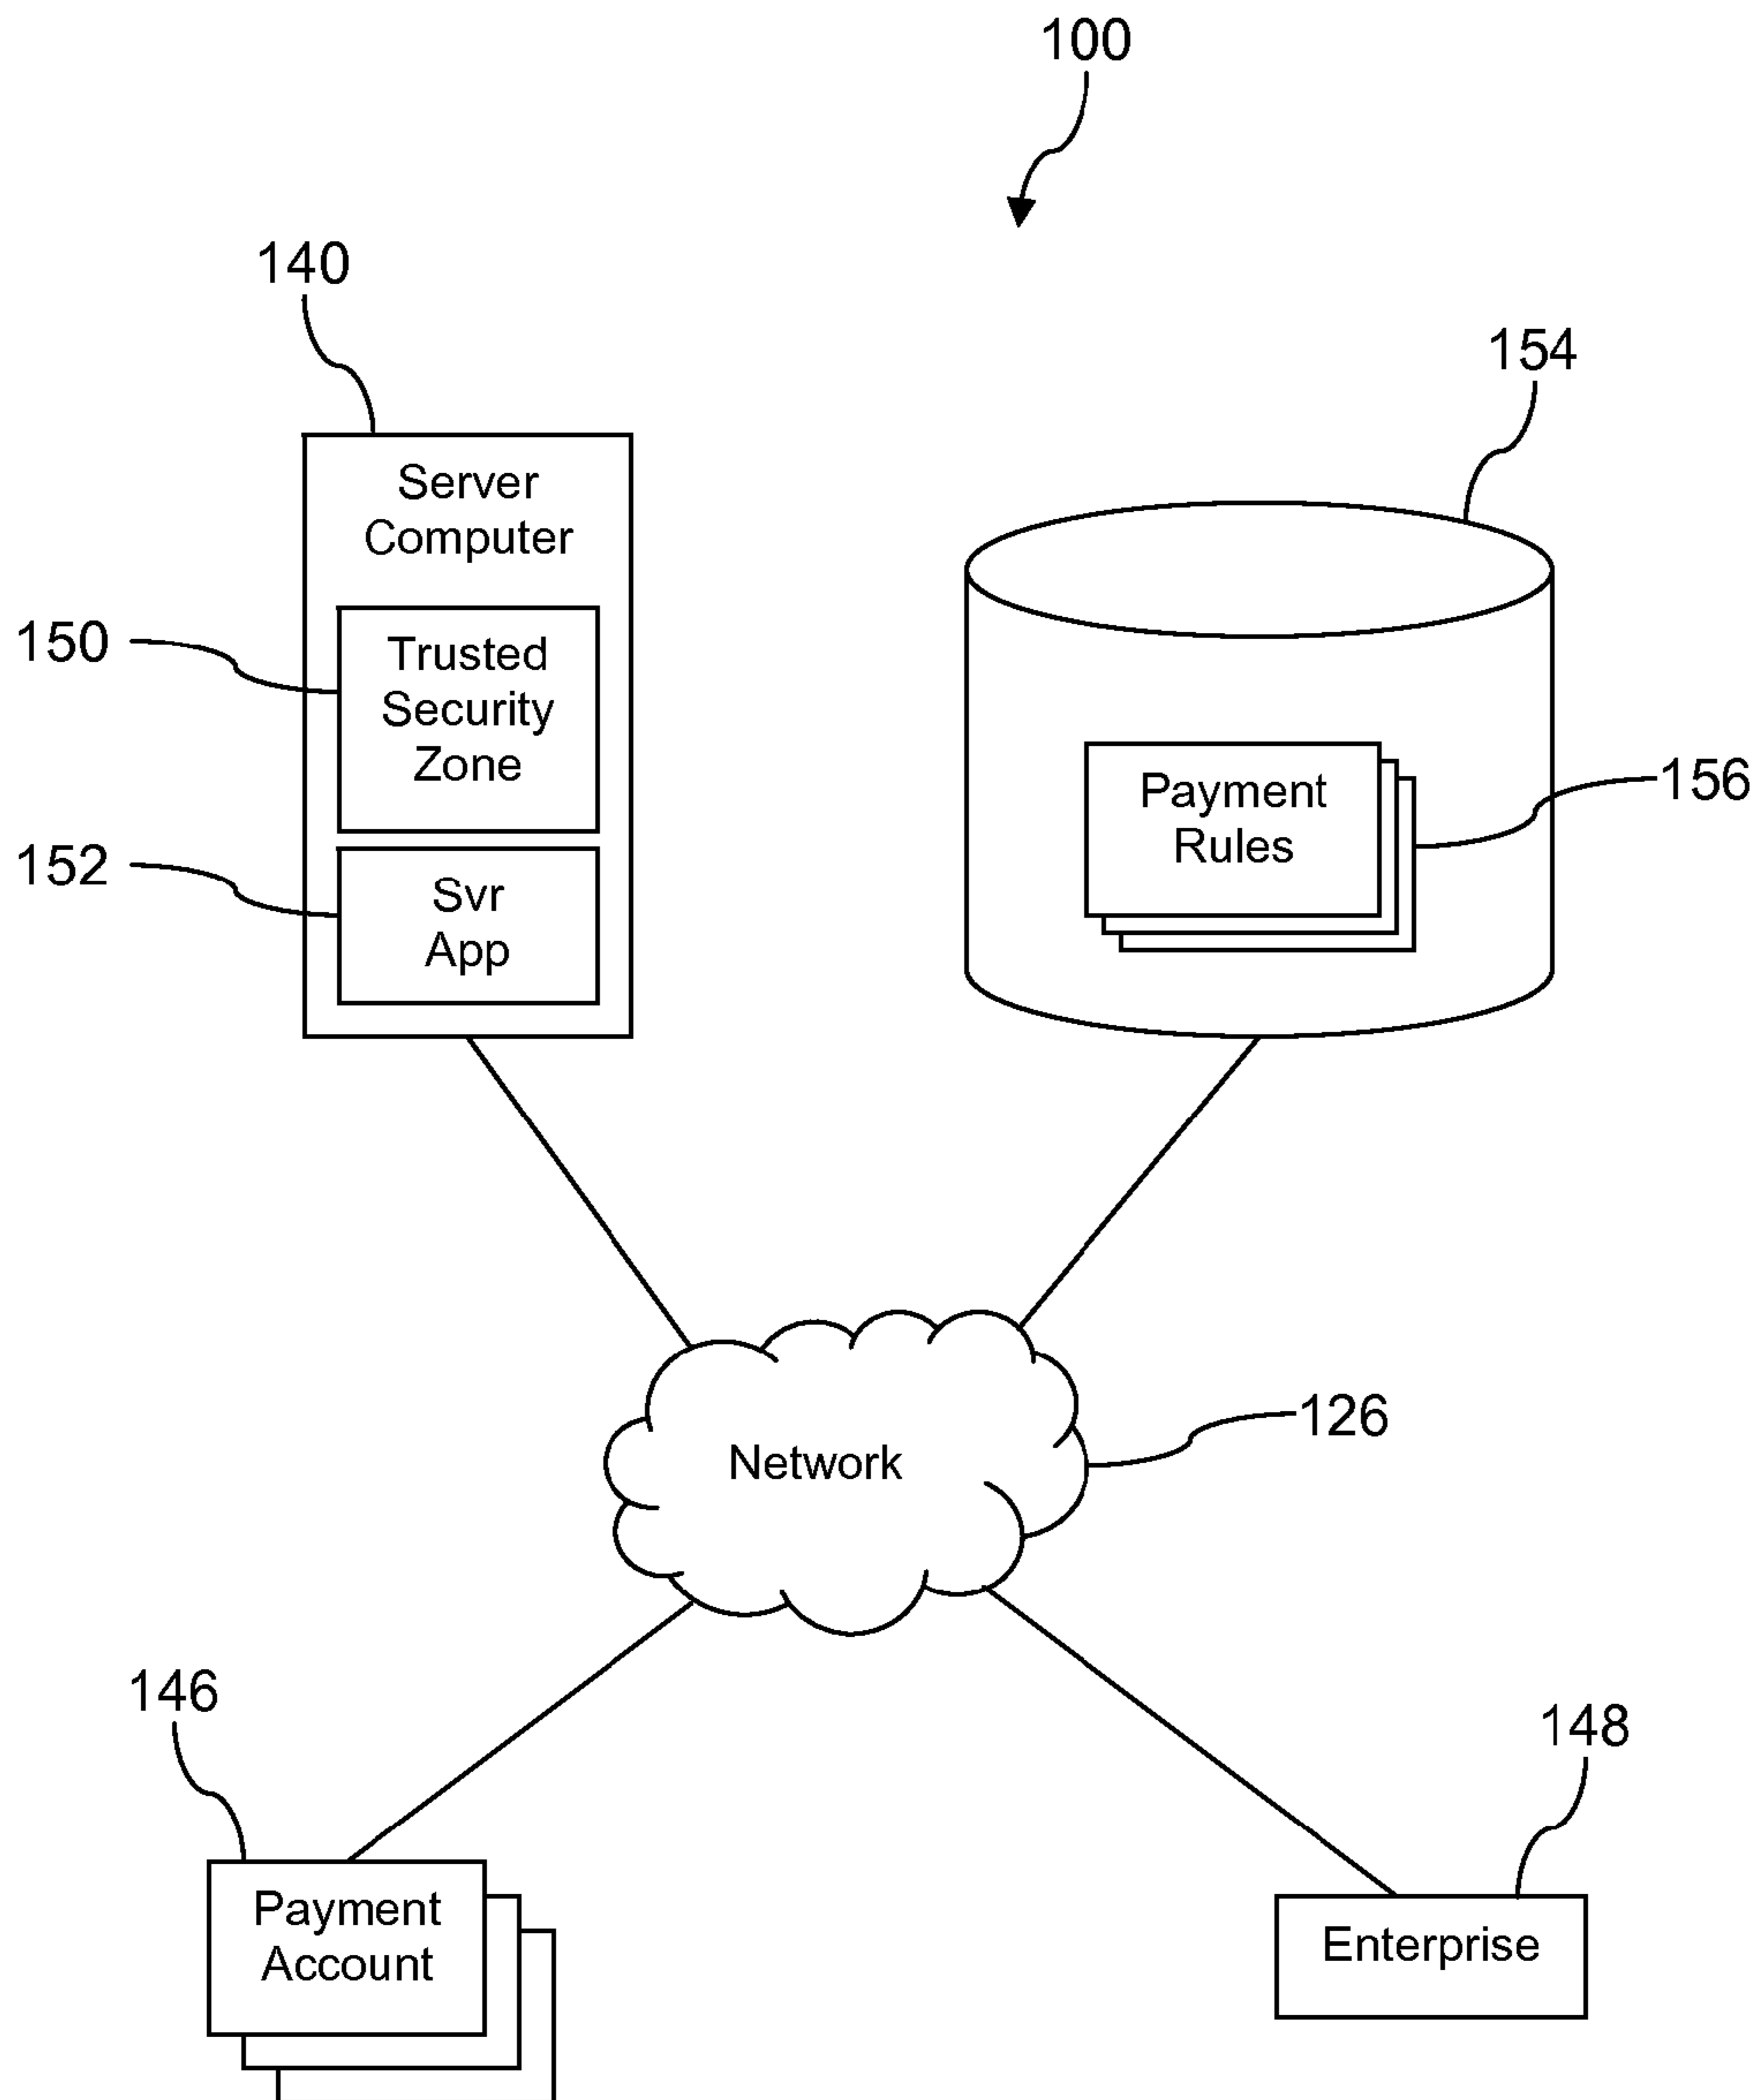 100
140
154
Server
Computer
150
Trusted
Security
Zone
Payment
Rules
156
152
Svr
App
126
Network
146
148
Payment
Account
Enterprise